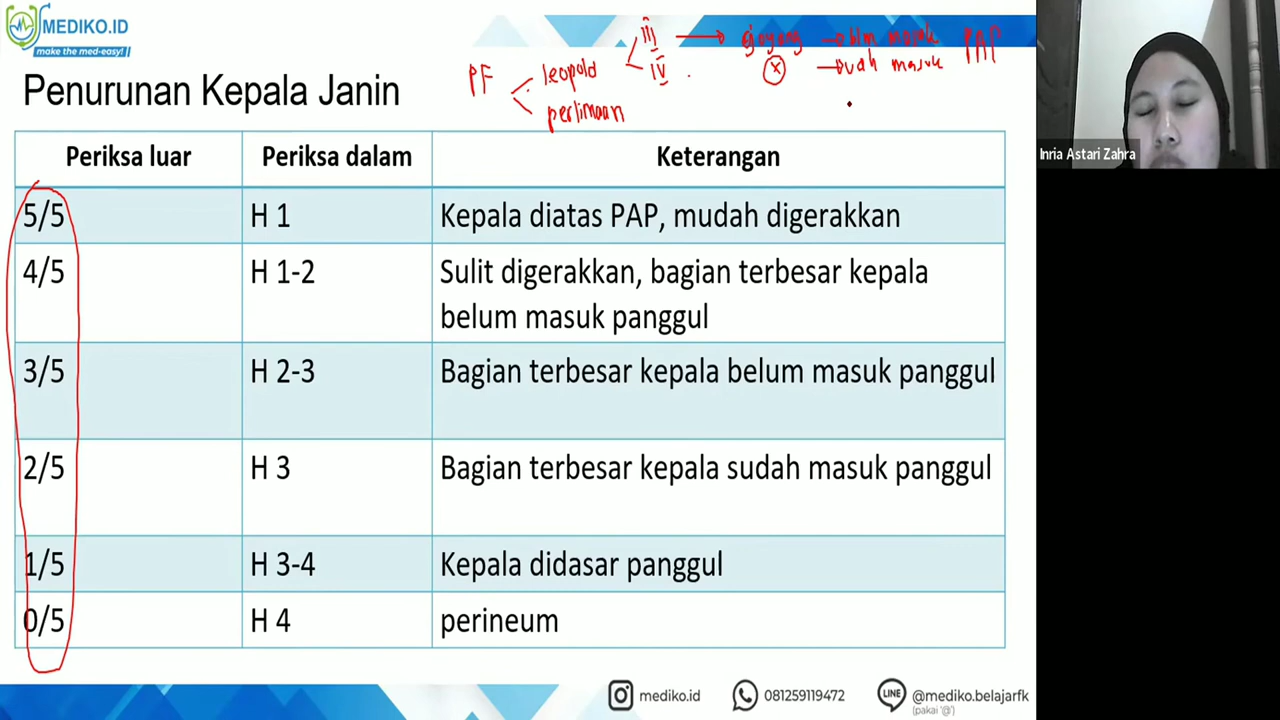 MEDIKO.ID
make the med-easy!
Penurunan Kepala Janin
PF
leopold
III
IV
perlimaan
goyang
blm masuk PAP
udah masuk
X
Inria Astari Zahra
Periksa luar Periksa dalam Keterangan
5/5 H 1 Kepala diatas PAP, mudah digerakkan
4/5 H 1-2 Sulit digerakkan, bagian terbesar kepala
belum masuk panggul
3/5 H 2-3 Bagian terbesar kepala belum masuk panggul
2/5 H 3 Bagian terbesar kepala sudah masuk panggul
1/5 H 3-4 Kepala didasar panggul
0/5 H 4 perineum
mediko.id 081259119472 LINE @mediko.belajarfk
(pakai '@')